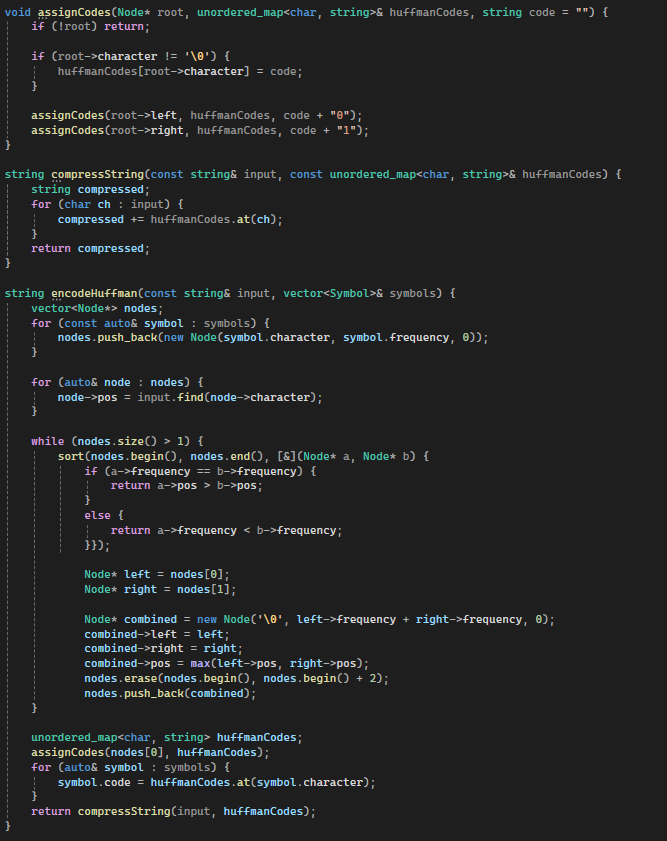 void assignCodes(Node* root, unordered_map<char, string>& huffmanCodes, string code = "") {
    if (!root) return;

    if (root->character != '\0') {
        huffmanCodes[root->character] = code;
    }

    assignCodes(root->left, huffmanCodes, code + "0");
    assignCodes(root->right, huffmanCodes, code + "1");
}

string compressString(const string& input, const unordered_map<char, string>& huffmanCodes) {
    string compressed;
    for (char ch : input) {
        compressed += huffmanCodes.at(ch);
    }
    return compressed;
}

string encodeHuffman(const string& input, vector<Symbol>& symbols) {
    vector<Node*> nodes;
    for (const auto& symbol : symbols) {
        nodes.push_back(new Node(symbol.character, symbol.frequency, 0));
    }

    for (auto& node : nodes) {
        node->pos = input.find(node->character);
    }

    while (nodes.size() > 1) {
        sort(nodes.begin(), nodes.end(), [&](Node* a, Node* b) {
            if (a->frequency == b->frequency) {
                return a->pos > b->pos;
            }
            else {
                return a->frequency < b->frequency;
            }});

            Node* left = nodes[0];
            Node* right = nodes[1];

            Node* combined = new Node('\0', left->frequency + right->frequency, 0);
            combined->left = left;
            combined->right = right;
            combined->pos = max(left->pos, right->pos);
            nodes.erase(nodes.begin(), nodes.begin() + 2);
            nodes.push_back(combined);
    }

    unordered_map<char, string> huffmanCodes;
    assignCodes(nodes[0], huffmanCodes);
    for (auto& symbol : symbols) {
        symbol.code = huffmanCodes.at(symbol.character);
    }
    return compressString(input, huffmanCodes);
}